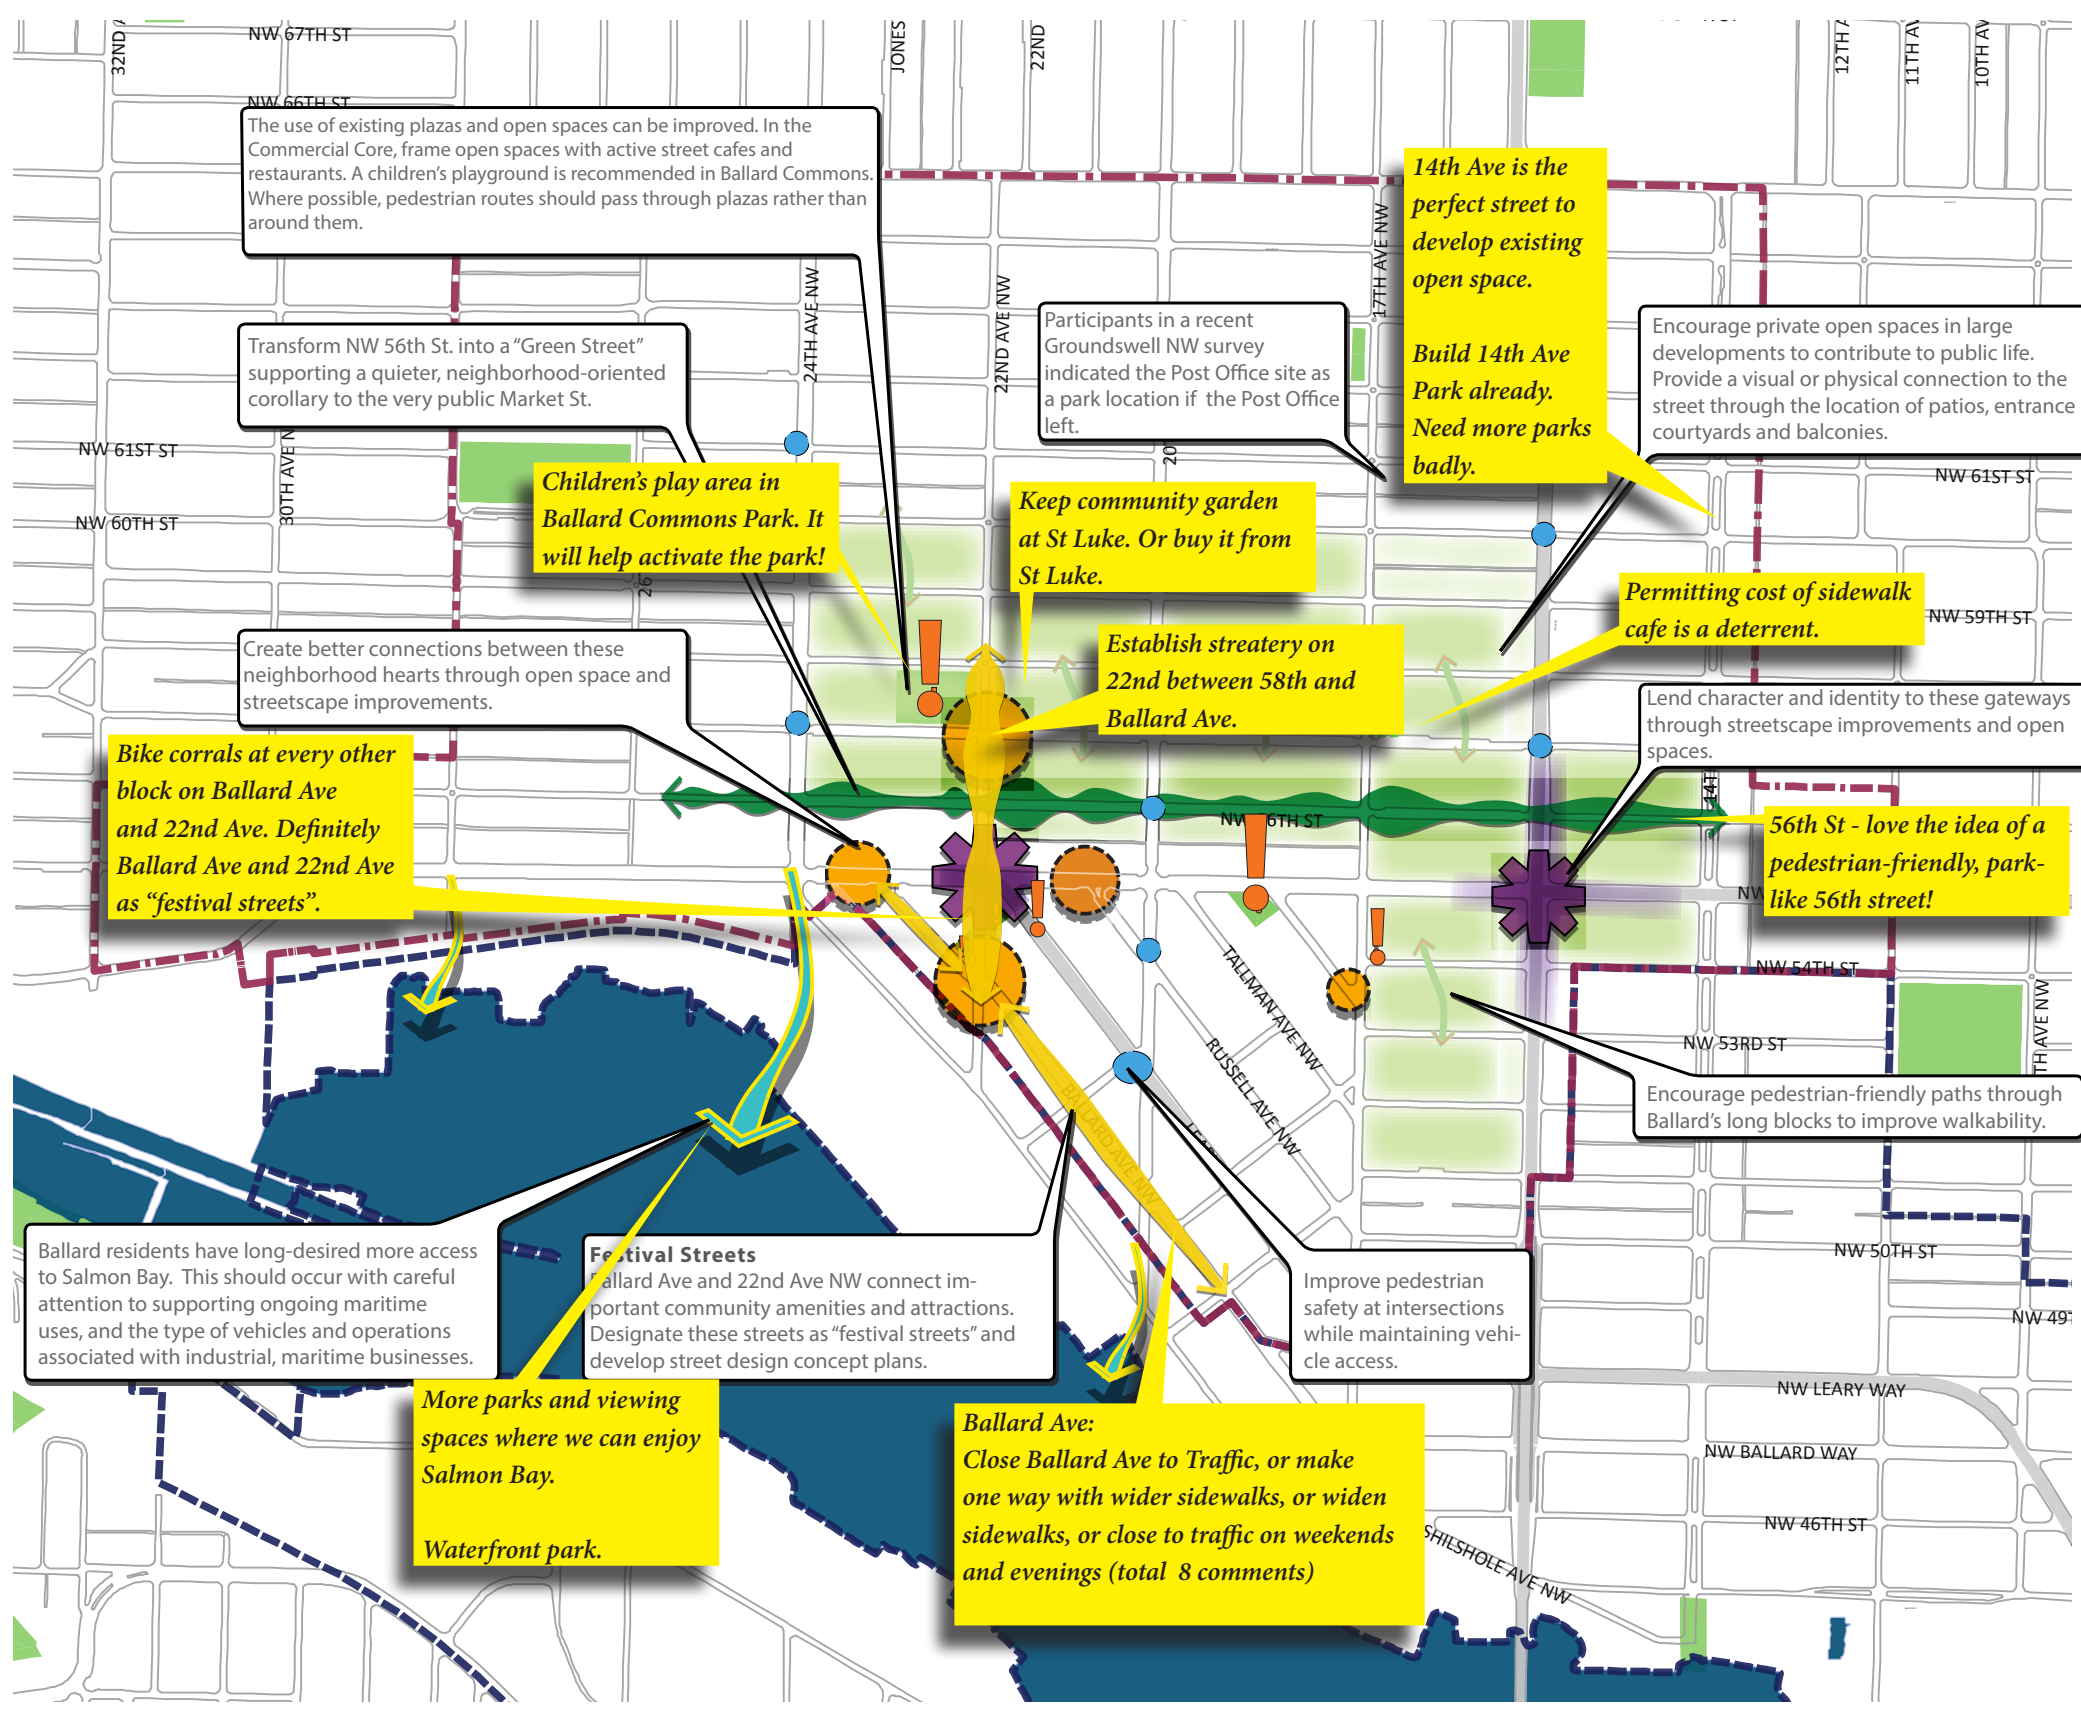 NW 67TH ST
32ND A
JONES
22ND
12TH A
11TH AV
10TH AV
NW 66TH ST
The use of existing plazas and open spaces can be improved. In the
Commercial Core, frame open spaces with active street cafes and
restaurants. A children's playground is recommended in Ballard Commons.
Where possible, pedestrian routes should pass through plazas rather than
around them.
14th Ave is the
perfect street to
develop existing
open space.
Build 14th Ave
Park already.
Need more parks
badly.
17TH AVE NW
24TH AVE NW
22ND AVE NW
Transform NW 56th St. into a "Green Street"
supporting a quieter, neighborhood-oriented
corollary to the very public Market St.
Participants in a recent
Groundswell NW survey
indicated the Post Office site as
a park location if the Post Office
left.
Encourage private open spaces in large
developments to contribute to public life.
Provide a visual or physical connection to the
street through the location of patios, entrance
courtyards and balconies.
NW 61ST ST
30TH AVE N
20
NW 61ST ST
NW 60TH ST
Children's play area in
Ballard Commons Park. It
will help activate the park!
Keep community garden
at St Luke. Or buy it from
St Luke.
26
Permitting cost of sidewalk
cafe is a deterrent.
NW 59TH ST
Create better connections between these
neighborhood hearts through open space and
streetscape improvements.
Establish streatery on
22nd between 58th and
Ballard Ave.
Lend character and identity to these gateways
through streetscape improvements and open
spaces.
Bike corrals at every other
block on Ballard Ave
and 22nd Ave. Definitely
Ballard Ave and 22nd Ave
as "festival streets".
14T
NW 56TH ST
56th St - love the idea of a
pedestrian-friendly, park-
like 56th street!
NW
NW 54TH ST
TALLMAN AVE NW
TH AVE NW
NW 53RD ST
RUSSELL AVE NW
BALLARD AVE NW
LEAR
Encourage pedestrian-friendly paths through
Ballard's long blocks to improve walkability.
Ballard residents have long-desired more access
to Salmon Bay. This should occur with careful
attention to supporting ongoing maritime
uses, and the type of vehicles and operations
associated with industrial, maritime businesses.
Festival Streets
Ballard Ave and 22nd Ave NW connect im-
portant community amenities and attractions.
Designate these streets as "festival streets" and
develop street design concept plans.
Improve pedestrian
safety at intersections
while maintaining vehi-
cle access.
NW 50TH ST
NW 49T
NW LEARY WAY
More parks and viewing
spaces where we can enjoy
Salmon Bay.
Waterfront park.
Ballard Ave:
Close Ballard Ave to Traffic, or make
one way with wider sidewalks, or widen
sidewalks, or close to traffic on weekends
and evenings (total 8 comments)
NW BALLARD WAY
NW 46TH ST
SHILSHOLE AVE NW